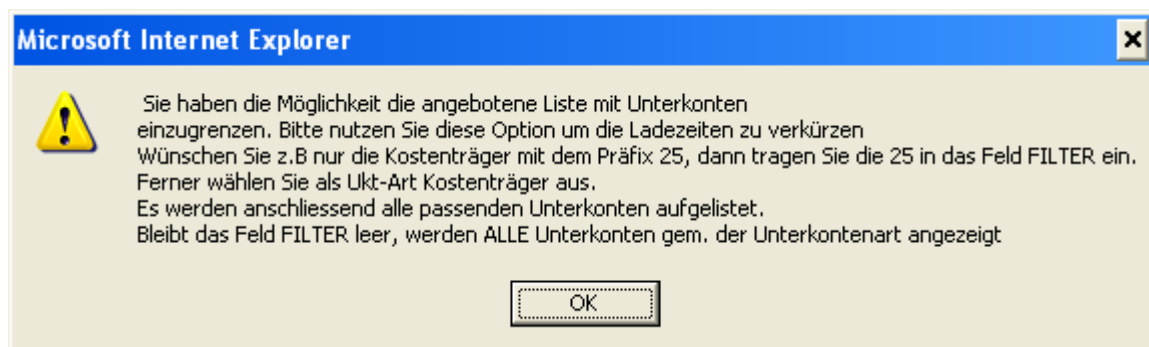 Microsoft Internet Explorer
Sie haben die Möglichkeit die angebotene Liste mit Unterkonten
einzugrenzen. Bitte nutzen Sie diese Option um die Ladezeiten zu verkürzen
Wünschen Sie z.B nur die Kostenträger mit dem Präfix 25, dann tragen Sie die 25 in das Feld FILTER ein.
Ferner wählen Sie als Ukt-Art Kostenträger aus.
Es werden anschliessend alle passenden Unterkonten aufgelistet.
Bleibt das Feld FILTER leer, werden ALLE Unterkonten gem. der Unterkontenart angezeigt
OK